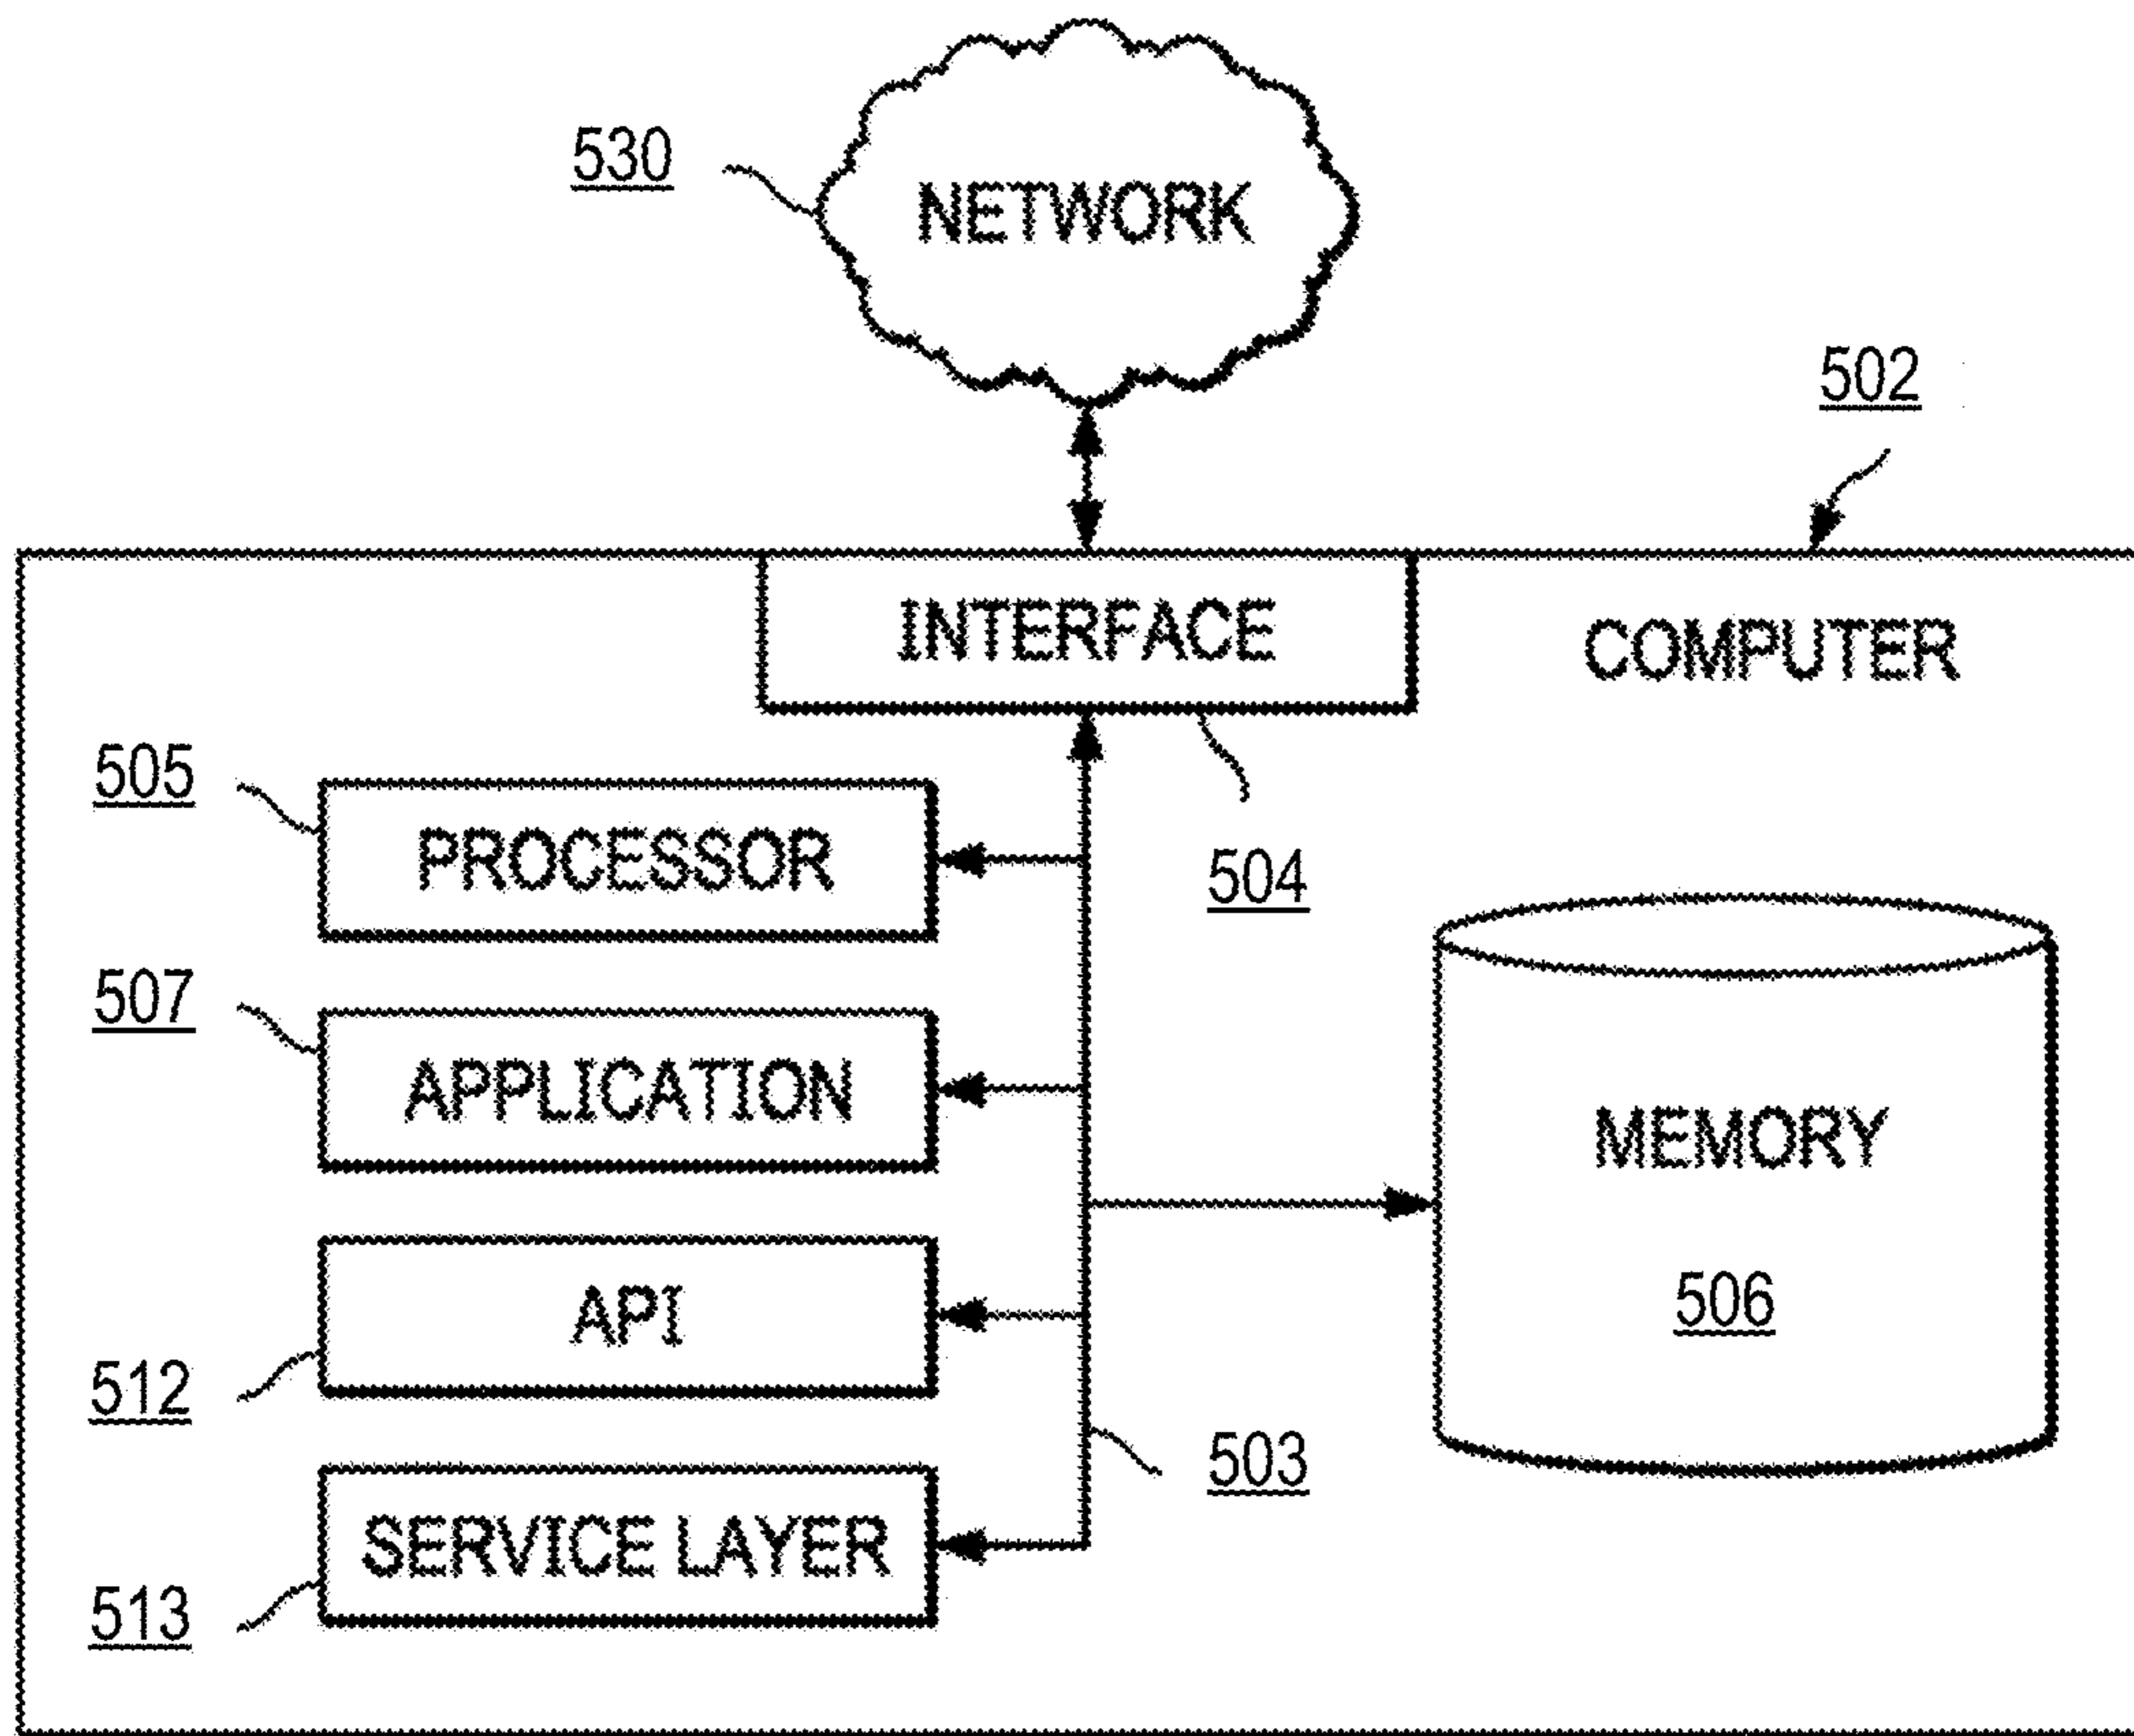 530
NETWORK
502
INTERFACE
COMPUTER
505
PROCESSOR
504
507
APPLICATION
MEMORY
506
API
512
503
SERVICE LAYER
513